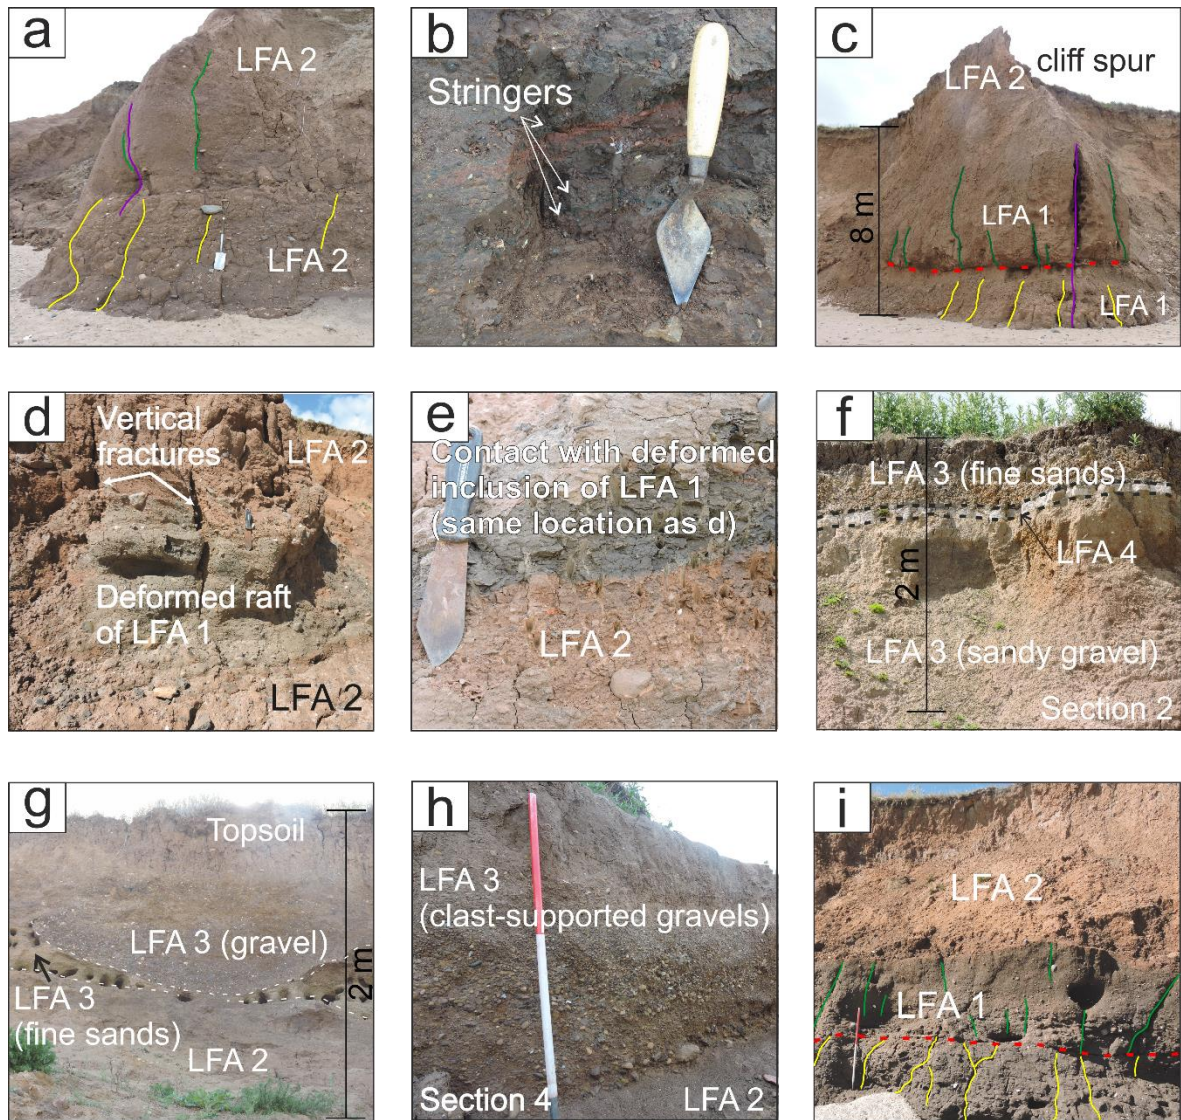 a
LFA 2
LFA 2
b
Stringers
c
cliff spur
LFA 2
8 m
LFA 1
LFA 1
d
Vertical
fractures
LFA 2
Deformed raft
of LFA 1
LFA 2
e
Contact with deformed
inclusion of LFA 1
(same location as d)
LFA 2
f
LFA 3 (fine sands)
LFA 4
2 m
LFA 3 (sandy gravel)
Section 2
g
Topsoil
LFA 3 (gravel)
2 m
LFA 3
(fine sands)
LFA 2
h
LFA 3
(clast-supported gravels)
Section 4
LFA 2
i
LFA 2
LFA 1